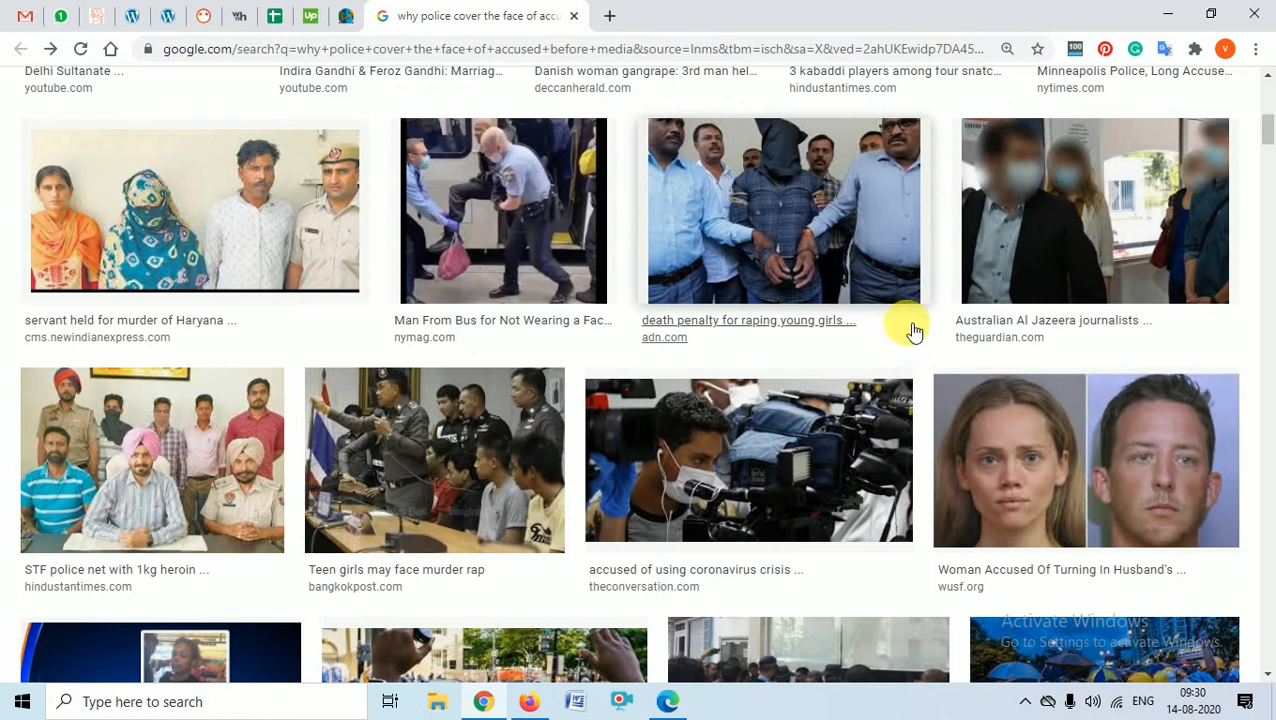 why police cover the face of accu
google.com/search?q=why+police+cover+the+face+of+accused+before+media&source=lnms&tbm=isch&sa=X&ved=2ahUKEwidp7DA45...
100
V
Delhi Sultanate ...
youtube.com
Indira Gandhi & Feroz Gandhi: Marriag...
youtube.com
Danish woman gangrape: 3rd man hel...
deccanherald.com
3 kabaddi players among four snatc...
hindustantimes.com
Minneapolis Police, Long Accuse...
nytimes.com
servant held for murder of Haryana ...
cms.newindianexpress.com
Man From Bus for Not Wearing a Fac...
nymag.com
death penalty for raping young girls ...
adn.com
Australian Al Jazeera journalists ...
theguardian.com
STF police net with 1kg heroin ...
hindustantimes.com
Teen girls may face murder rap
bangkokpost.com
accused of using coronavirus crisis ...
theconversation.com
Woman Accused Of Turning In Husband's ...
wusf.org
Activate Windows
Go to Settings to activate Windows.
Type here to search
ENG
09:30
14-08-2020